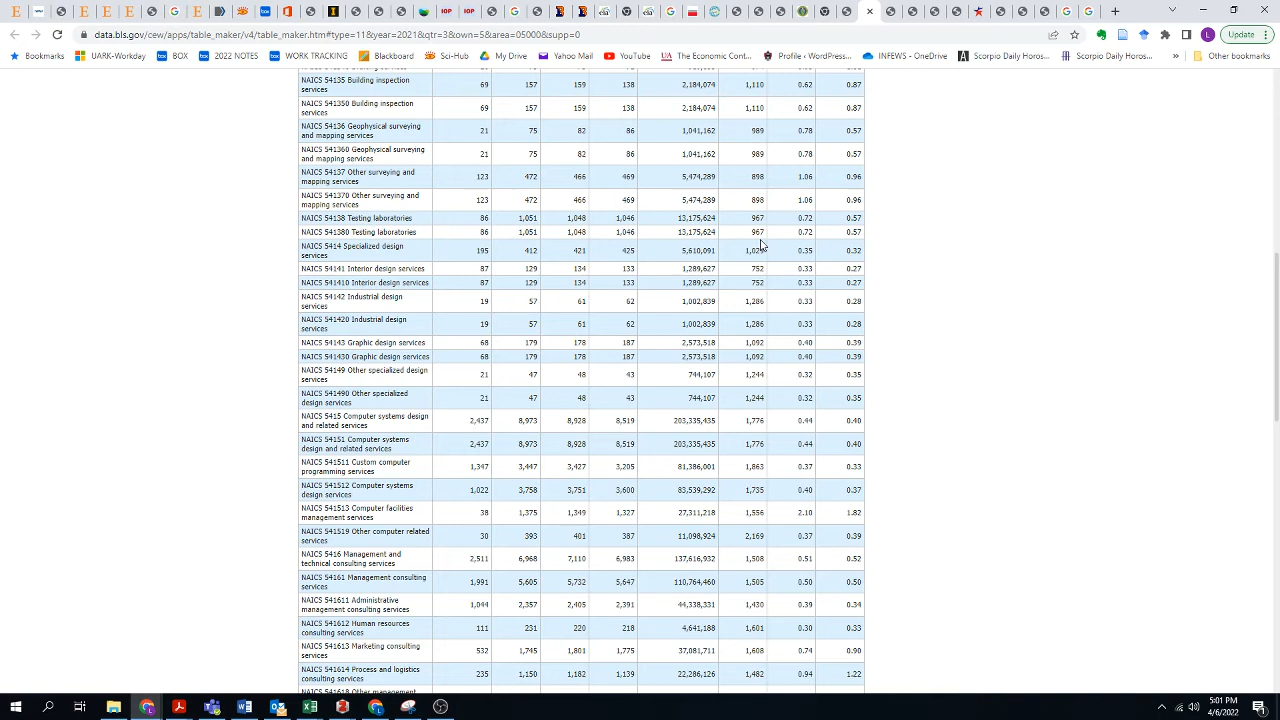 data.bls.gov/cew/apps/table_maker/v4/table_maker.htm#type=11&year=2021&qtr=3&own=5&area=05000&supp=0
Update
Bookmarks UARK-Workday BOX 2022 NOTES WORK TRACKING Blackboard Sci-Hub My Drive Yahoo Mail YouTube The Economic Cont... Profile ‹ WordPress... INFEWS - OneDrive Scorpio Daily Horos... Scorpio Daily Horos... » Other Bookmarks
NAICS 54135 Building inspection services 69 157 159 138 2,184,074 1,110 0.62 0.87
NAICS 541350 Building inspection services 69 157 159 138 2,184,074 1,110 0.62 0.87
NAICS 54136 Geophysical surveying and mapping services 21 75 82 86 1,041,162 989 0.78 0.57
NAICS 541360 Geophysical surveying and mapping services 21 75 82 86 1,041,162 989 0.78 0.57
NAICS 54137 Other surveying and mapping services 123 472 466 469 5,474,289 898 1.06 0.96
NAICS 541370 Other surveying and mapping services 123 472 466 469 5,474,289 898 1.06 0.96
NAICS 54138 Testing laboratories 86 1,051 1,048 1,046 13,175,624 967 0.72 0.57
NAICS 541380 Testing laboratories 86 1,051 1,048 1,046 13,175,624 967 0.72 0.57
NAICS 5414 Specialized design services 195 412 421 425 5,610,091 0.35 0.32
NAICS 54141 Interior design services 87 129 134 133 1,289,627 752 0.33 0.27
NAICS 541410 Interior design services 87 129 134 133 1,289,627 752 0.33 0.27
NAICS 54142 Industrial design services 19 57 61 62 1,002,839 1,286 0.33 0.28
NAICS 541420 Industrial design services 19 57 61 62 1,002,839 1,286 0.33 0.28
NAICS 54143 Graphic design services 68 179 178 187 2,573,518 1,092 0.40 0.39
NAICS 541430 Graphic design services 68 179 178 187 2,573,518 1,092 0.40 0.39
NAICS 54149 Other specialized design services 21 47 48 43 744,107 1,244 0.32 0.35
NAICS 541490 Other specialized design services 21 47 48 43 744,107 1,244 0.32 0.35
NAICS 5415 Computer systems design and related services 2,437 8,973 8,928 8,519 203,335,435 1,776 0.44 0.40
NAICS 54151 Computer systems design and related services 2,437 8,973 8,928 8,519 203,335,435 1,776 0.44 0.40
NAICS 541511 Custom computer programming services 1,347 3,447 3,427 3,205 81,386,001 1,863 0.37 0.33
NAICS 541512 Computer systems design services 1,022 3,758 3,751 3,600 83,539,292 1,735 0.40 0.37
NAICS 541513 Computer facilities management services 38 1,375 1,349 1,327 27,311,218 1,556 2.10 1.82
NAICS 541519 Other computer related services 30 393 401 387 11,098,924 2,169 0.37 0.39
NAICS 5416 Management and technical consulting services 2,511 6,968 7,110 6,983 137,616,932 1,508 0.51 0.52
NAICS 54161 Management consulting services 1,991 5,605 5,732 5,647 110,764,460 1,505 0.50 0.50
NAICS 541611 Administrative management consulting services 1,044 2,357 2,405 2,391 44,338,331 1,430 0.39 0.34
NAICS 541612 Human resources consulting services 111 231 220 218 4,641,188 1,601 0.30 0.33
NAICS 541613 Marketing consulting services 532 1,745 1,801 1,775 37,081,711 1,608 0.74 0.90
NAICS 541614 Process and logistics consulting services 235 1,150 1,182 1,139 22,286,126 1,482 0.94 1.22
NAICS 541618 Other management
5:01 PM
4/6/2022